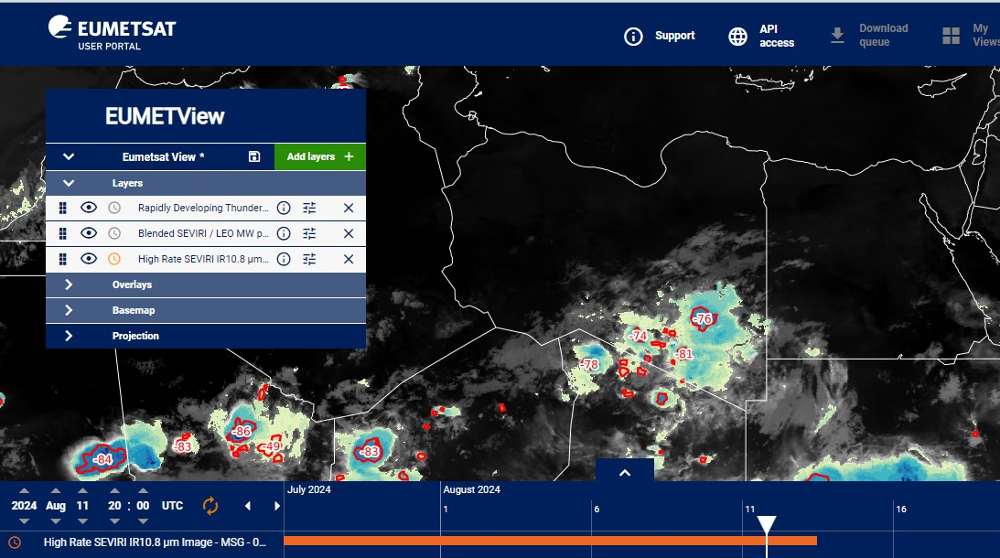 EUMETSAT
USER PORTAL
Support
API
access
Download
queue
My
Views
EUMETView
Eumetsat View *
Add layers +
Layers
Rapidly Developing Thunder...
Blended SEVIRI / LEO MW p...
High Rate SEVIRI IR10.8 µm...
Overlays
Basemap
Projection
-76
-74
-81
-78
-86
-83
-49
-84
-83
2024 Aug 11 20 : 00 UTC
July 2024
August 2024
1
6
11
16
High Rate SEVIRI IR10.8 µm Image - MSG - 0...